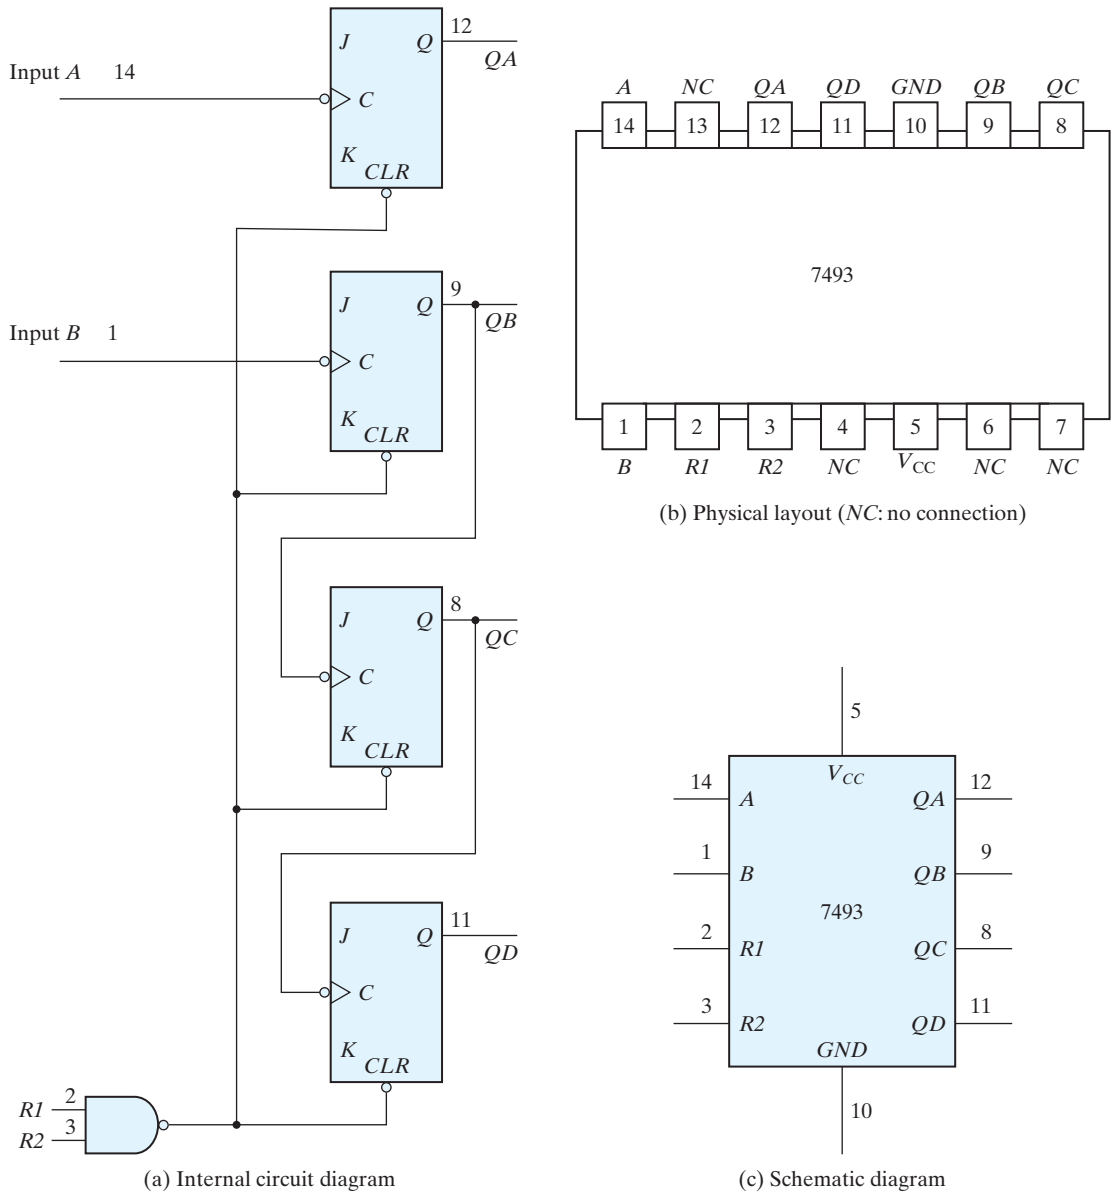 J Q 12
QA
Input A 14
C
K
CLR
J Q 9
QB
Input B 1
C
K
CLR
J Q 8
QC
C
K
CLR
J Q 11
QD
C
K
CLR
R1 2
R2 3
(a) Internal circuit diagram
A NC QA QD GND QB QC
14 13 12 11 10 9 8
7493
1 2 3 4 5 6 7
B R1 R2 NC VCC NC NC
(b) Physical layout (NC: no connection)
5
VCC
14 A QA 12
1 B QB 9
7493
2 R1 QC 8
3 R2 QD 11
GND
10
(c) Schematic diagram